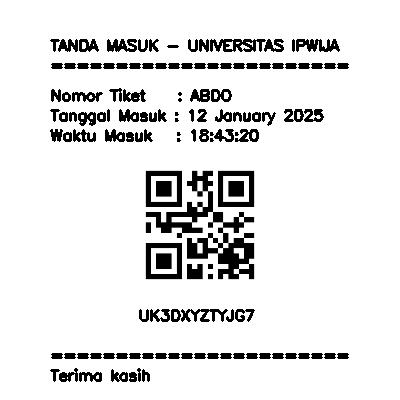 TANDA MASUK - UNIVERSITAS IPWIJA
=======================
Nomor Tiket : ABDO
Tanggal Masuk : 12 January 2025
Waktu Masuk : 18:43:20
UK3DXYZTYJG7
=======================
Terima kasih